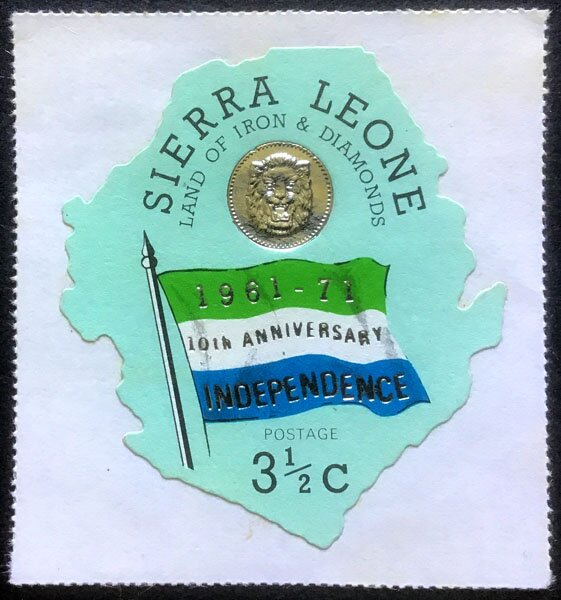 SIERRA LEONE
LAND OF IRON & DIAMONDS
1961-71
10th ANNIVERSARY
INDEPENDENCE
POSTAGE
3½c